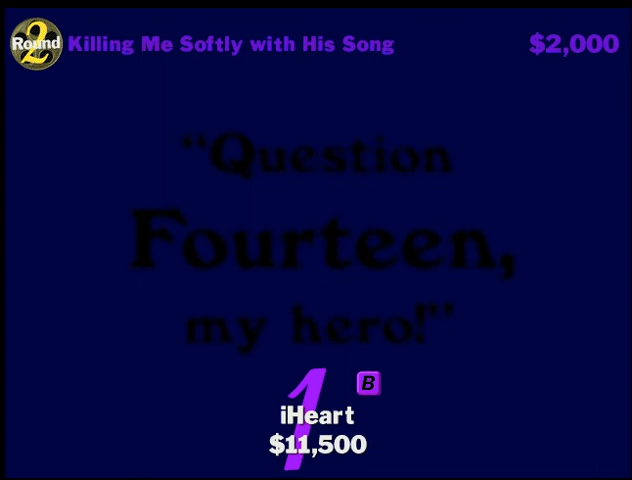 Round 2 Killing Me Softly with His Song $2,000
"Question
Fourteen,
my hero!"
1 B
iHeart
$11,500